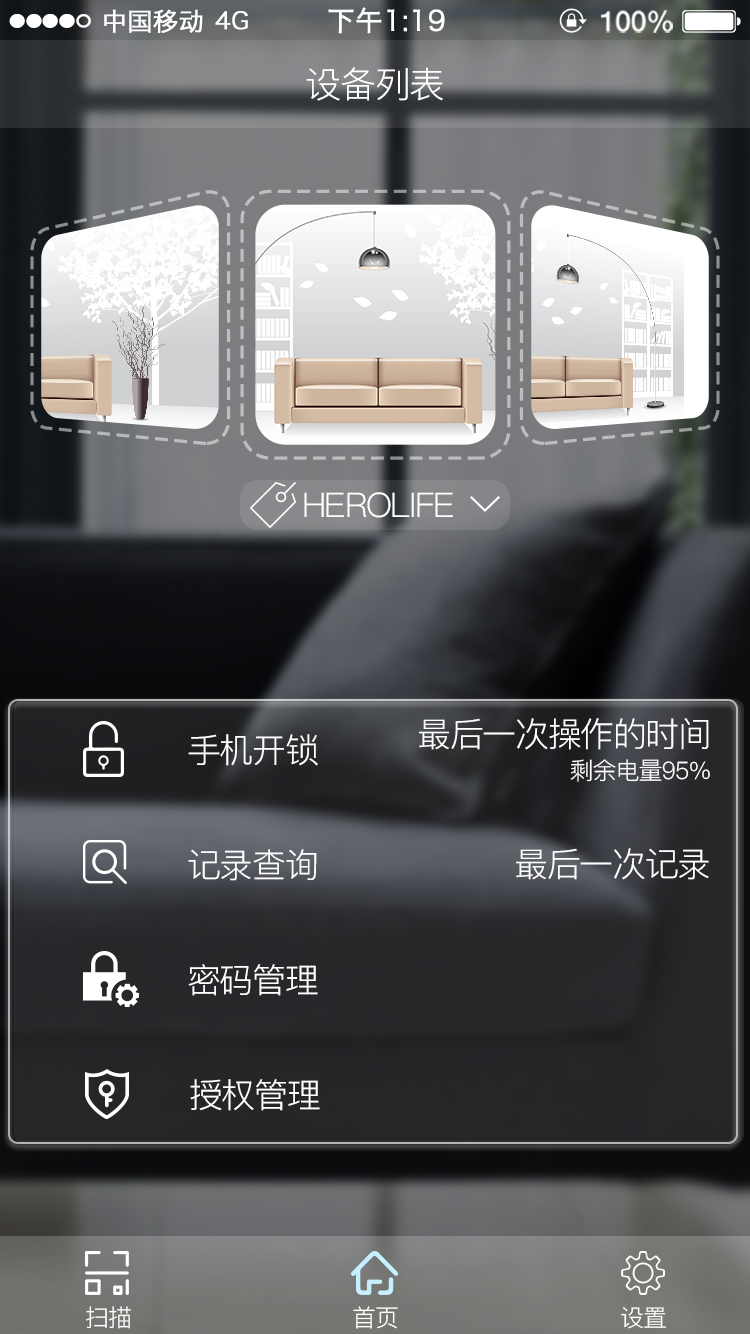 中国移动 4G 下午1:19 100%
设备列表
HEROLIFE
手机开锁 最后一次操作的时间
剩余电量95%
记录查询 最后一次记录
密码管理
授权管理
扫描 首页 设置